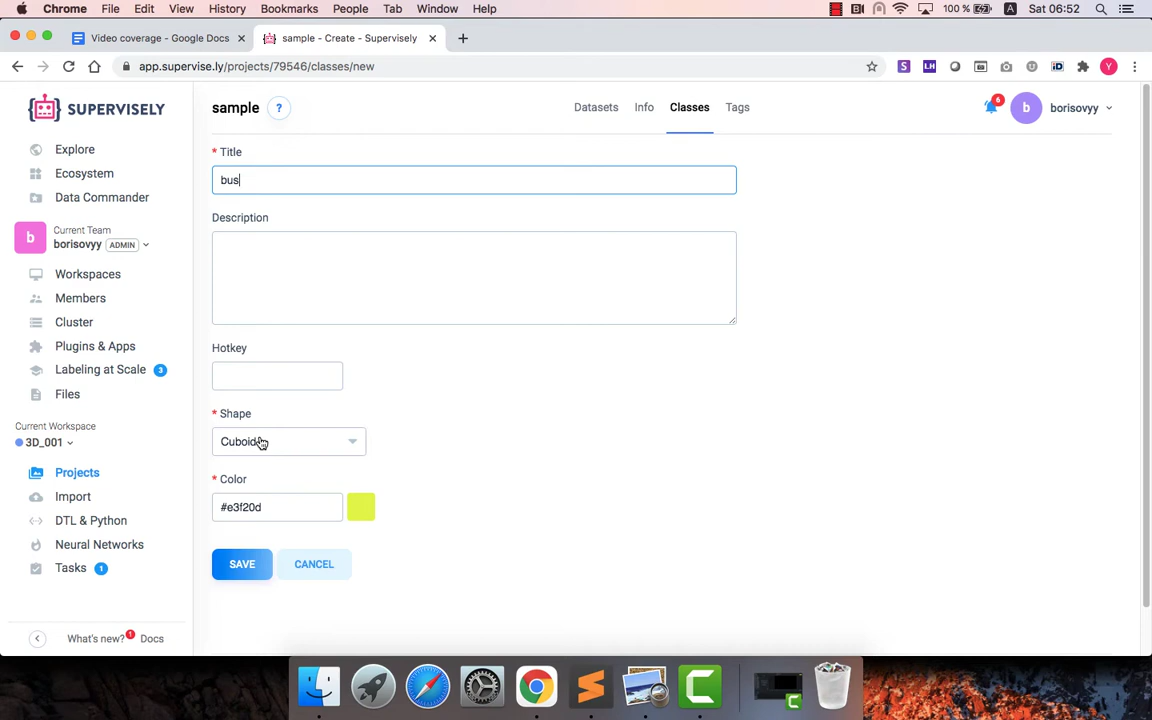 Chrome File Edit View History Bookmarks People Tab Window Help 100 % A Sat 06:52
Video coverage - Google Docs sample - Create - Supervisely
app.supervise.ly/projects/79546/classes/new S LH iD Y
SUPERVISELY sample ? Datasets Info Classes Tags 6 b borisovyy
* Title
bus
Description
Hotkey
* Shape
Cuboid
* Color
#e3f20d
SAVE CANCEL
Explore
Ecosystem
Data Commander
b Current Team
borisovyy ADMIN
Workspaces
Members
Cluster
Plugins & Apps
Labeling at Scale 3
Files
Current Workspace
3D_001
Projects
Import
DTL & Python
Neural Networks
Tasks 1
What's new? 1 Docs